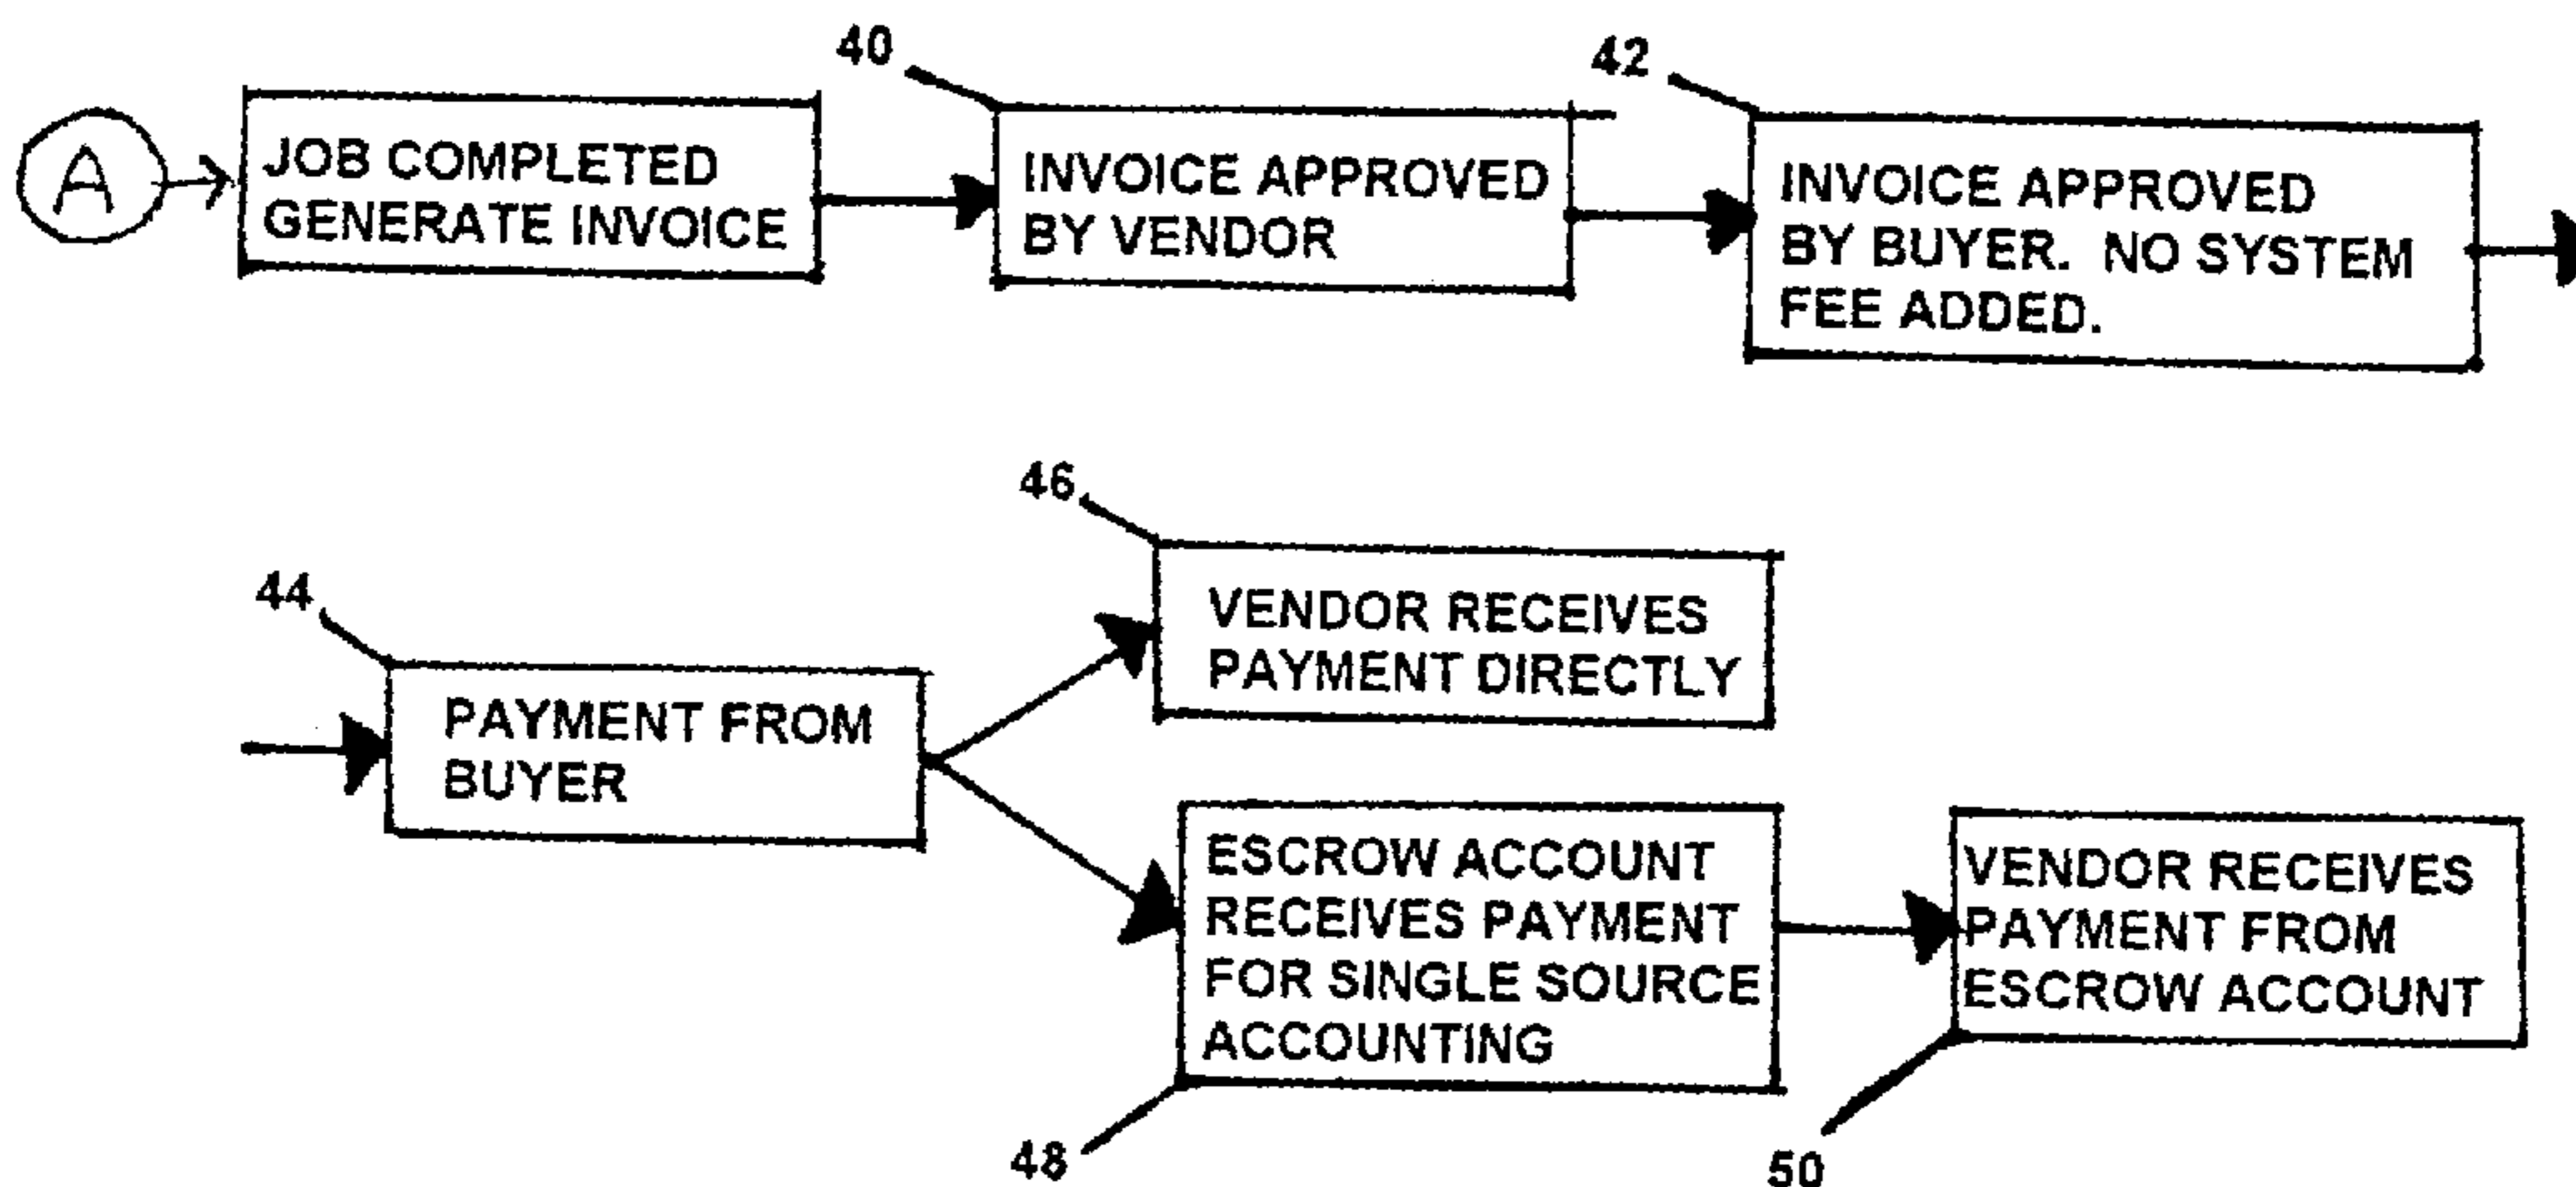 40
42
A
JOB COMPLETED
GENERATE INVOICE
INVOICE APPROVED
BY VENDOR
INVOICE APPROVED
BY BUYER. NO SYSTEM
FEE ADDED.
46
44
VENDOR RECEIVES
PAYMENT DIRECTLY
PAYMENT FROM
BUYER
ESCROW ACCOUNT
RECEIVES PAYMENT
FOR SINGLE SOURCE
ACCOUNTING
VENDOR RECEIVES
PAYMENT FROM
ESCROW ACCOUNT
48
50